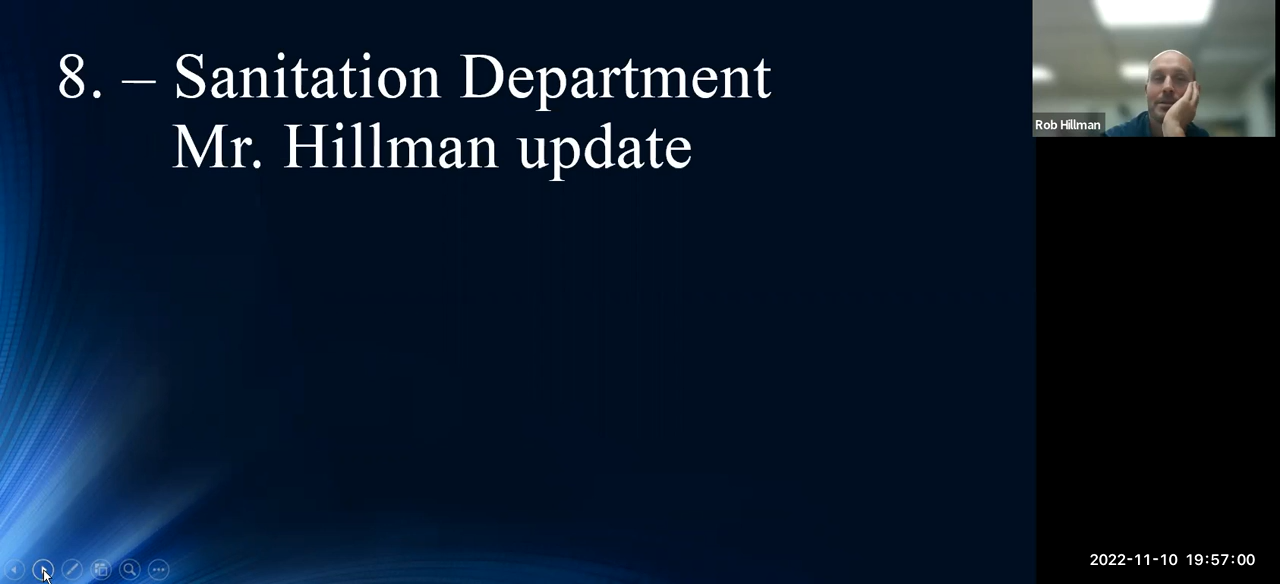 8. – Sanitation Department
Mr. Hillman update
Rob Hillman
2022-11-10 19:57:00